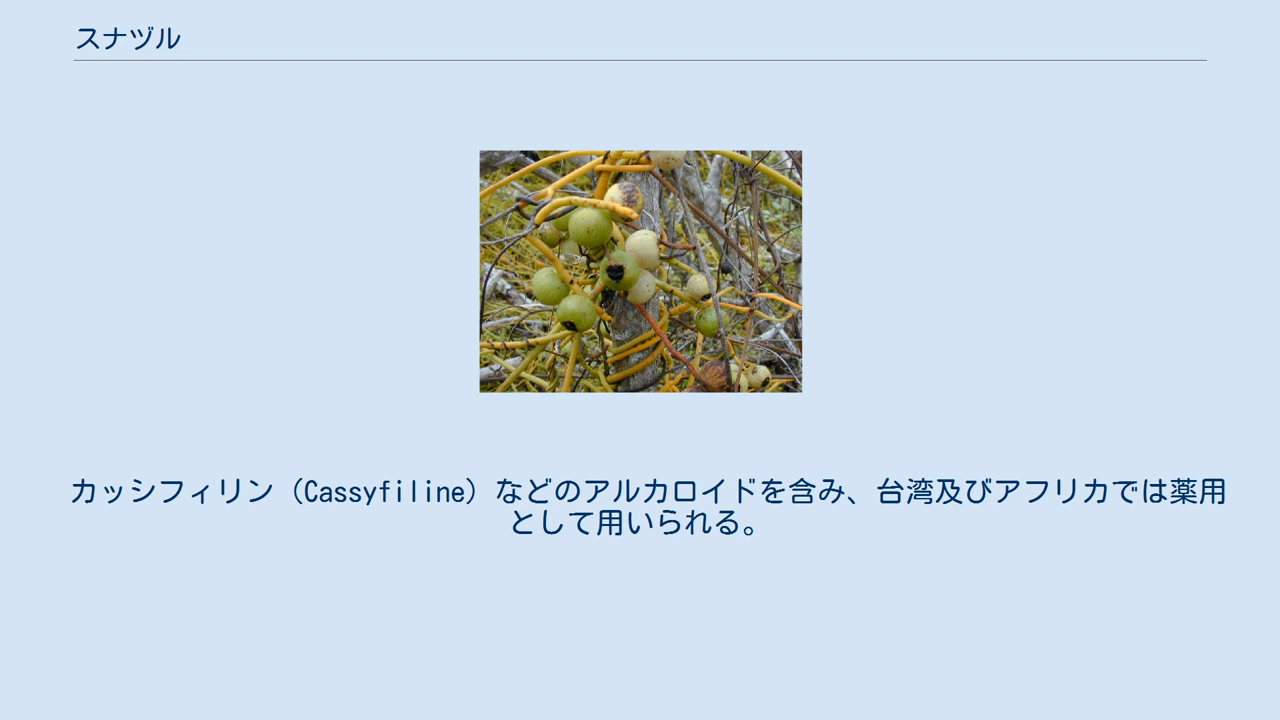 スナヅル
カッシフィリン（Cassyfiline）などのアルカロイドを含み、台湾及びアフリカでは薬用
として用いられる。